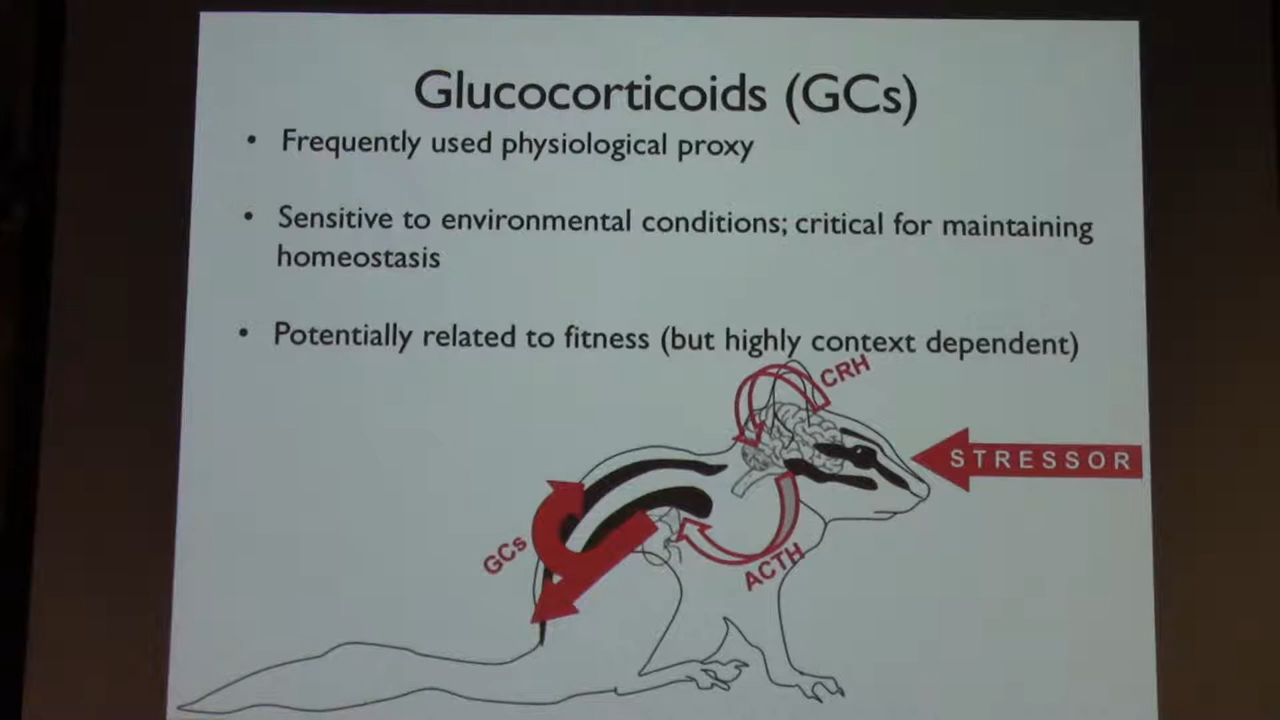 Glucocorticoids (GCs)
• Frequently used physiological proxy
• Sensitive to environmental conditions; critical for maintaining
homeostasis
• Potentially related to fitness (but highly context dependent)
CRH
STRESSOR
GCs
ACTH